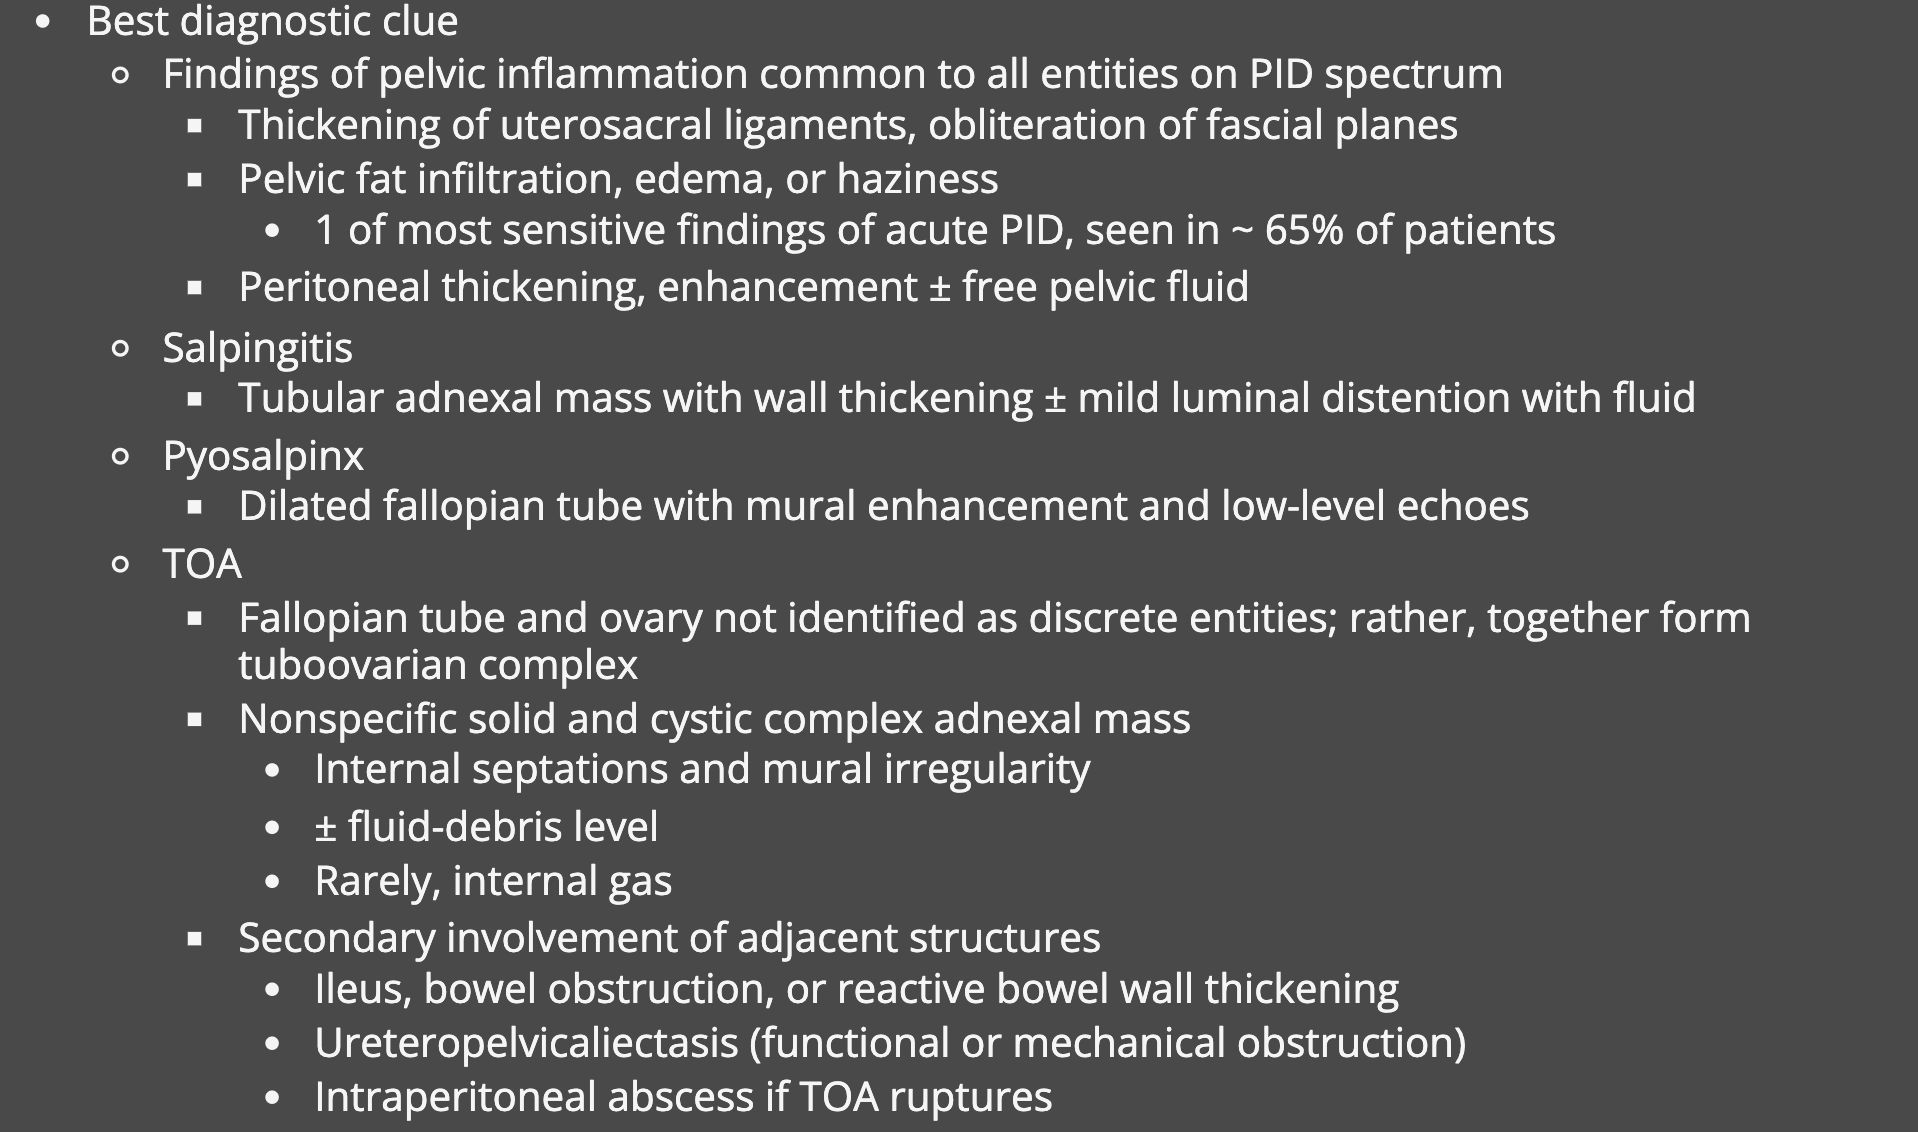 • Best diagnostic clue
○ Findings of pelvic inflammation common to all entities on PID spectrum
▪ Thickening of uterosacral ligaments, obliteration of fascial planes
▪ Pelvic fat infiltration, edema, or haziness
• 1 of most sensitive findings of acute PID, seen in ~ 65% of patients
▪ Peritoneal thickening, enhancement ± free pelvic fluid
○ Salpingitis
▪ Tubular adnexal mass with wall thickening ± mild luminal distention with fluid
○ Pyosalpinx
▪ Dilated fallopian tube with mural enhancement and low-level echoes
○ TOA
▪ Fallopian tube and ovary not identified as discrete entities; rather, together form
tuboovarian complex
▪ Nonspecific solid and cystic complex adnexal mass
• Internal septations and mural irregularity
• ± fluid-debris level
• Rarely, internal gas
▪ Secondary involvement of adjacent structures
• Ileus, bowel obstruction, or reactive bowel wall thickening
• Ureteropelvicaliectasis (functional or mechanical obstruction)
• Intraperitoneal abscess if TOA ruptures